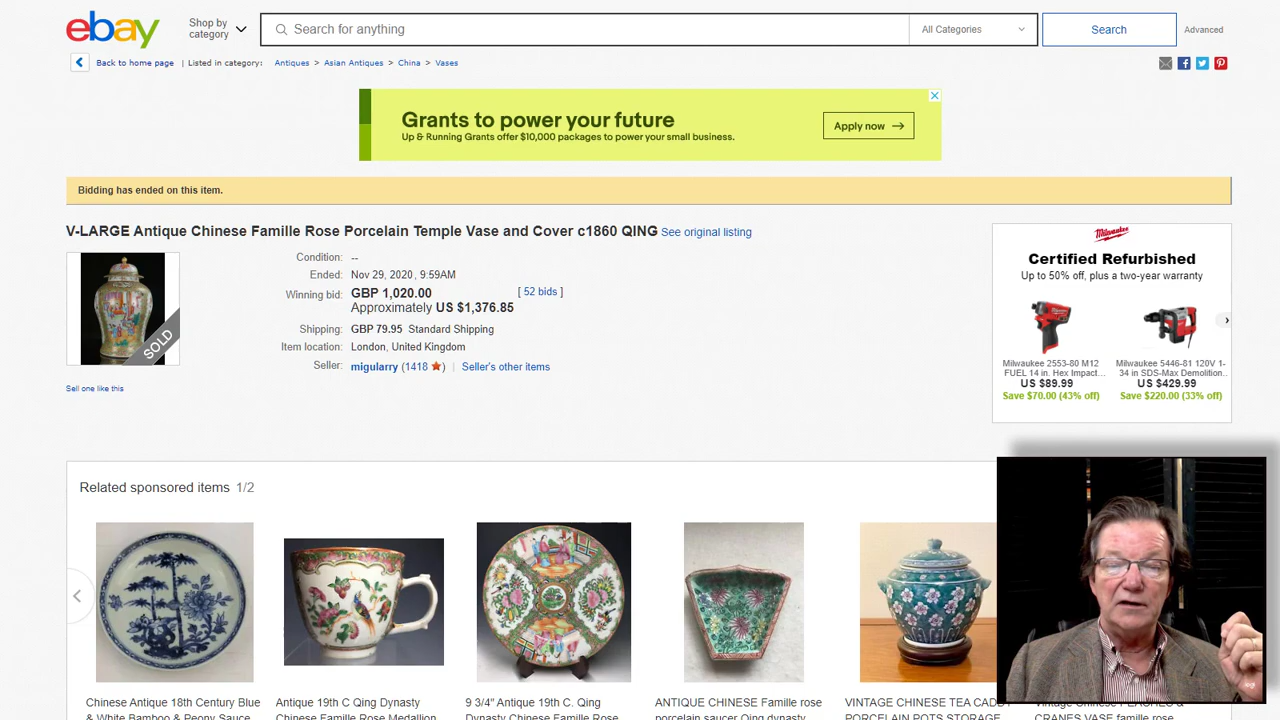 ebay
Shop by
category
Search for anything
All Categories
Search
Advanced
Back to home page | Listed in category: Antiques > Asian Antiques > China > Vases
Grants to power your future
Up & Running Grants offer $10,000 packages to power your small business.
Apply now
Bidding has ended on this item.
V-LARGE Antique Chinese Famille Rose Porcelain Temple Vase and Cover c1860 QING See original listing
SOLD
Sell one like this
Condition: --
Ended: Nov 29, 2020 , 9:59AM
Winning bid: GBP 1,020.00 [ 52 bids ]
Approximately US $1,376.85
Shipping: GBP 79.95 Standard Shipping
Item location: London, United Kingdom
Seller: migularry (1418 ) | Seller's other items
Milwaukee
Certified Refurbished
Up to 50% off, plus a two-year warranty
Milwaukee 2553-80 M12
FUEL 14 in. Hex Impact...
US $89.99
Save $70.00 (43% off)
Milwaukee 5446-81 120V 1-
34 in SDS-Max Demolition...
US $429.99
Save $220.00 (33% off)
Related sponsored items 1/2
Chinese Antique 18th Century Blue
& White Bamboo & Peony Sauce
Antique 19th C Qing Dynasty
Chinese Famille Rose Medallion
9 3/4" Antique 19th C. Qing
Dynasty Chinese Famille Rose
ANTIQUE CHINESE Famille rose
porcelain saucer Qing dynasty
VINTAGE CHINESE TEA CADD
PORCELAIN POTS STORAGE
CRANES VASE famille rose